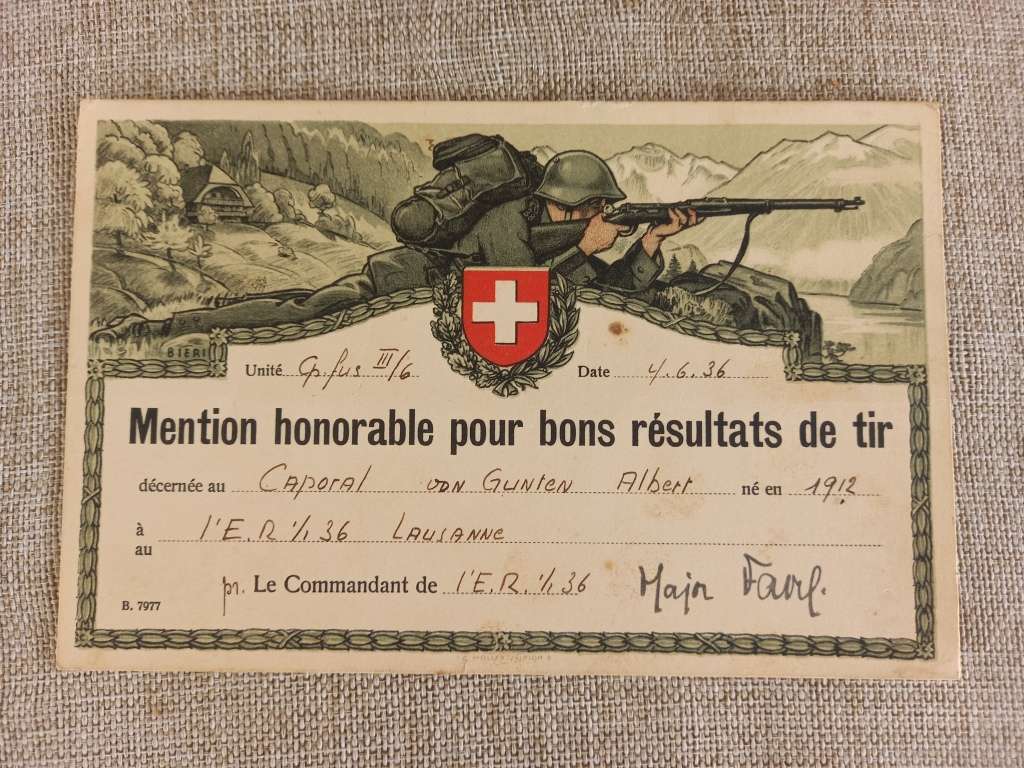 BIERI
Unité Cp.fus III/6 Date 4.6.36
Mention honorable pour bons résultats de tir
décernée au Caporal von Gunten Albert né en 1912
à l'E.R. 1/1 36 Lausanne
au
pr. Le Commandant de l'E.R. 1/1 36 Major
B. 7977